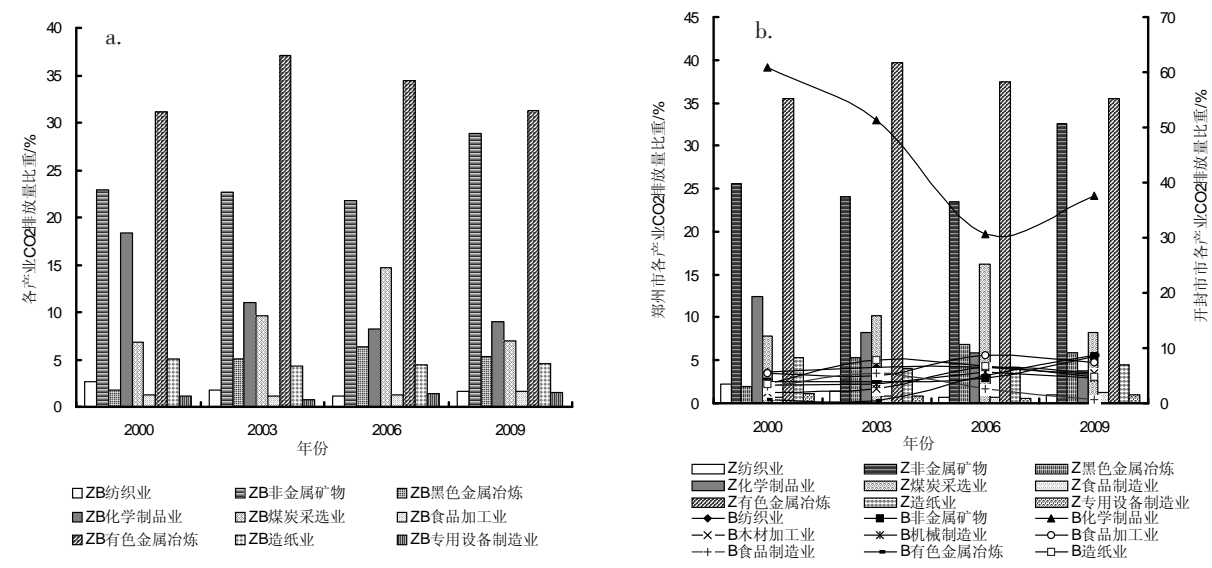 a.
40
35
30
25
20
15
10
5
0
各产业CO2排放量比重/%
2000 2003 2006 2009
年份
ZB纺织业 ZB非金属矿物 ZB黑色金属冶炼
ZB化学制品业 ZB煤炭采选业 ZB食品加工业
ZB有色金属冶炼 ZB造纸业 ZB专用设备制造业
b.
45
40
35
30
25
20
15
10
5
0
郑州市各产业CO2排放量比重/%
70
60
50
40
30
20
10
0
开封市市各产业CO2排放量比重/%
2000 2003 2006 2009
年份
Z纺织业 Z非金属矿物 Z黑色金属冶炼
Z化学制品业 Z煤炭采选业 Z食品制造业
Z有色金属冶炼 Z造纸业 Z专用设备制造业
B纺织业 B非金属矿物 B化学制品业
B木材加工业 B机械制造业 B食品加工业
B食品制造业 B有色金属冶炼 B造纸业